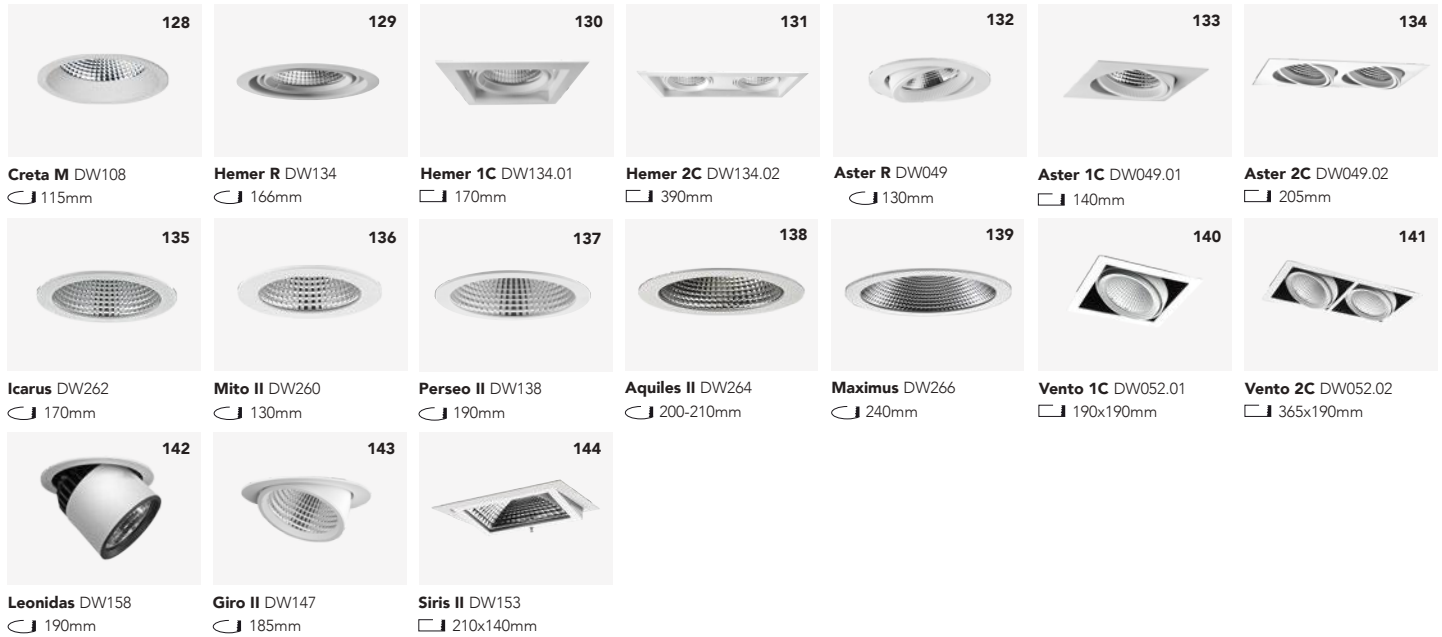 128
129
130
131
132
133
134
Creta M DW108
115mm
Hemer R DW134
166mm
Hemer 1C DW134.01
170mm
Hemer 2C DW134.02
390mm
Aster R DW049
130mm
Aster 1C DW049.01
140mm
Aster 2C DW049.02
205mm
135
136
137
138
139
140
141
Icarus DW262
170mm
Mito II DW260
130mm
Perseo II DW138
190mm
Aquiles II DW264
200-210mm
Maximus DW266
240mm
Vento 1C DW052.01
190x190mm
Vento 2C DW052.02
365x190mm
142
143
144
Leonidas DW158
190mm
Giro II DW147
185mm
Siris II DW153
210x140mm